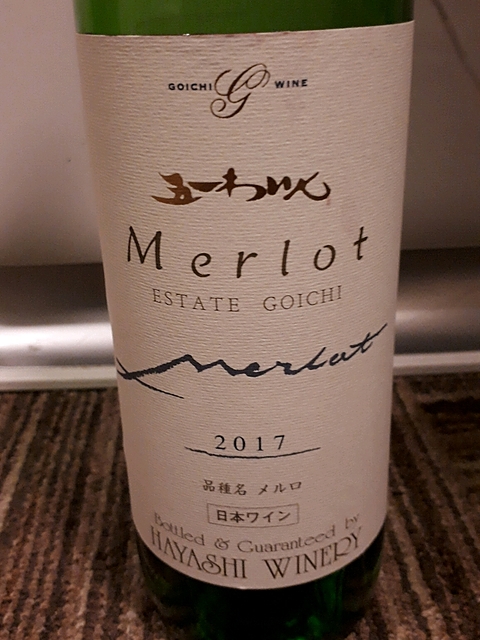 GOICHI G WINE
五一わいん
Merlot
ESTATE GOICHI
Merlot
2017
品種名 メルロ
日本ワイン
Bottled & Guaranteed by
HAYASHI WINERY